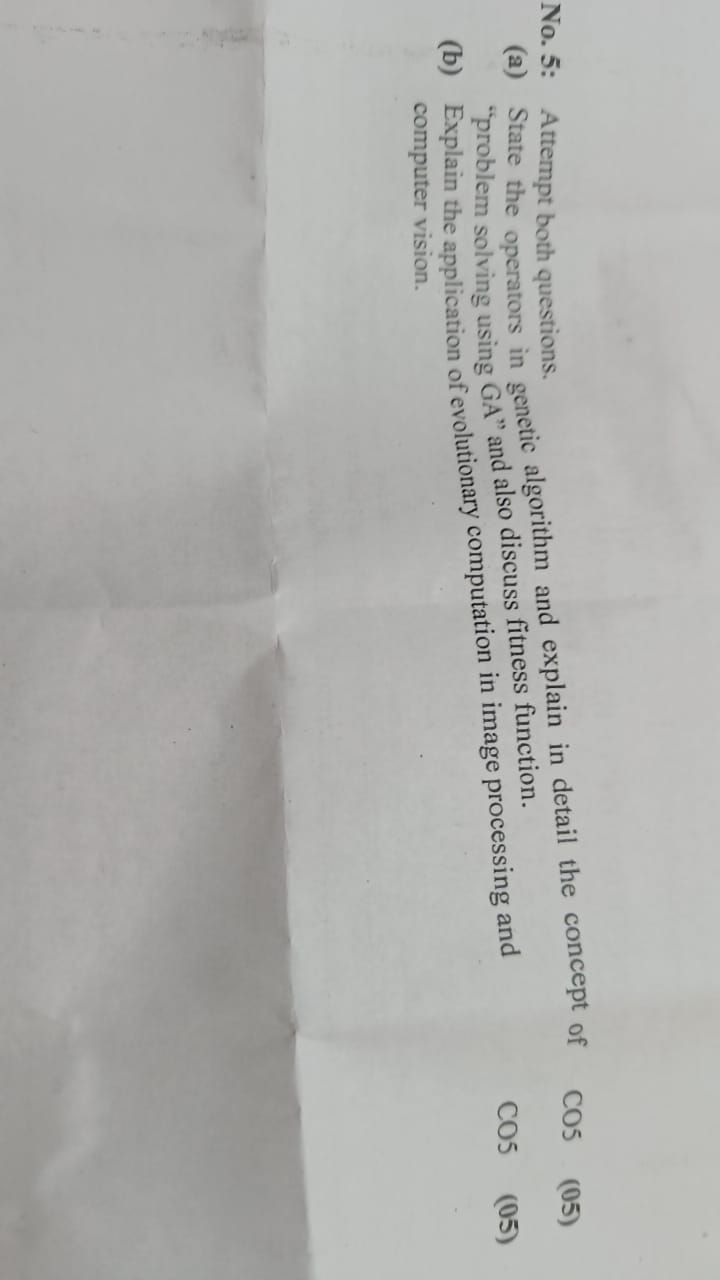 No. 5: Attempt both questions.
(a) State the operators in genetic algorithm and explain in detail the concept of CO5 (05)
“problem solving using GA” and also discuss fitness function.
(b) Explain the application of evolutionary computation in image processing and CO5 (05)
computer vision.